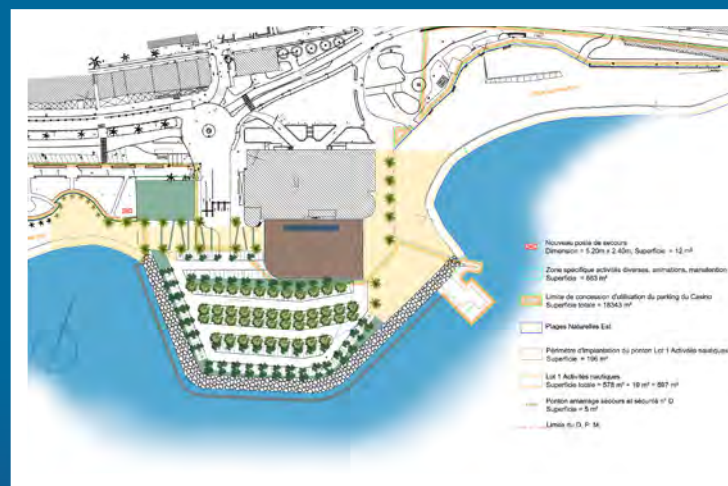 Nouveau poste de secours
Dimension = 5.20m x 2.40m, Superficie = 12 m²
Zone spécifique activités diverses, animations, manutention
Superficie = 883 m²
Limite de concession d'utilisation du parking du Casino
Superficie totale = 18343 m²
Plages Naturelles Est
Périmètre d'implantation du ponton Lot 1 Activités nautiques
Superficie = 196 m²
Lot 1 Activités nautiques
Superficie totale = 578 m² + 19 m² = 597 m²
Ponton amarrage secours et sécurité n° D
Superficie = 5 m²
Limite du D. P. M.